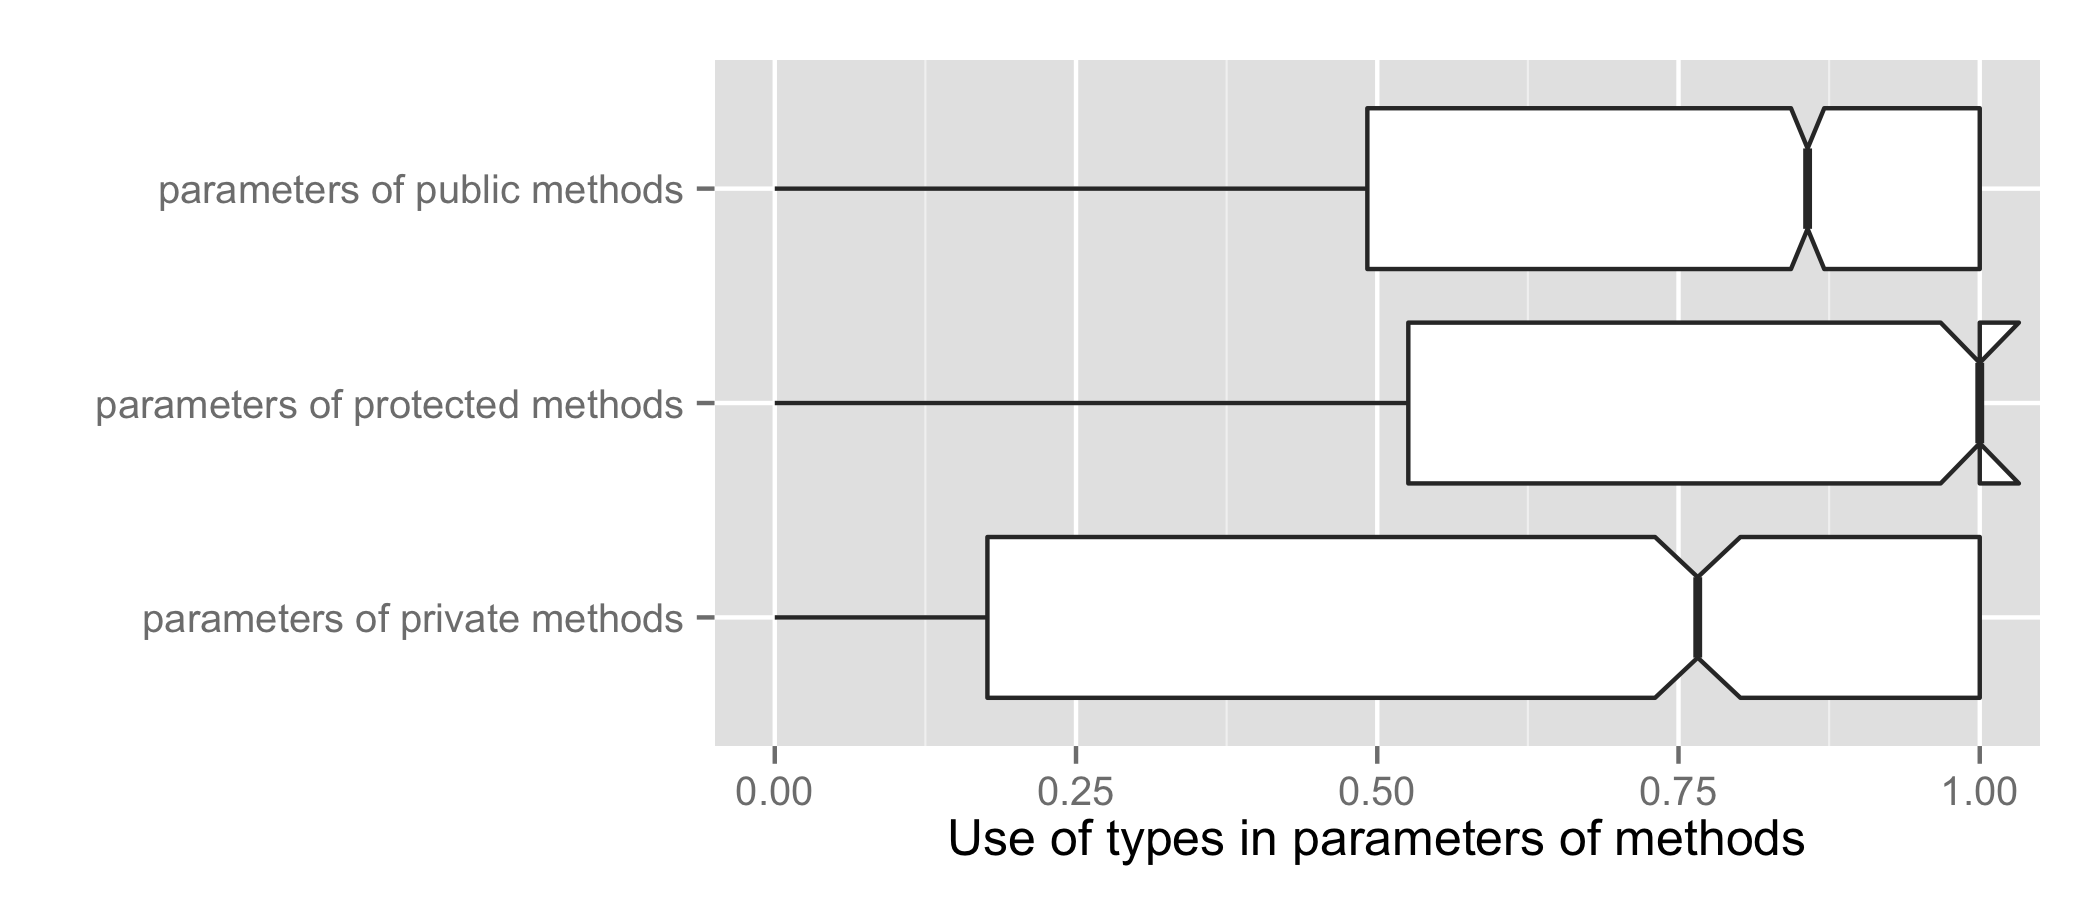 parameters of public methods
parameters of protected methods
parameters of private methods
0.00 0.25 0.50 0.75 1.00
Use of types in parameters of methods